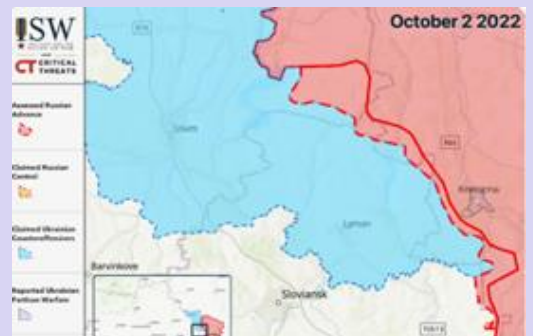 October 2 2022
ISW
CT CRITICAL
THREATS
Assessed Russian
Advance
Claimed Russian
Control
Claimed Ukrainian
Counteroffensives
Reported Ukrainian
Partisan Warfare
Izium
Kreminna
Lyman
Barvinkove
Sloviansk